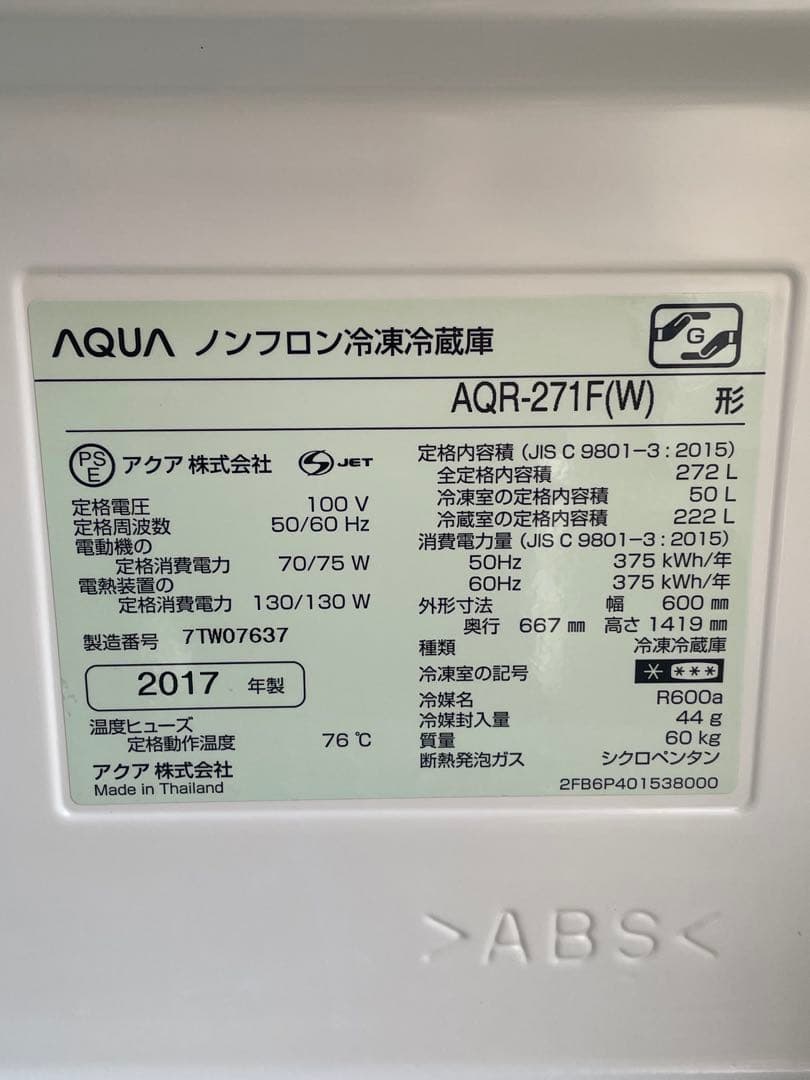 AQUA ノンフロン冷凍冷蔵庫
G
AQR-271F(W) 形
PS E アクア 株式会社 S JET
定格電圧 100 V
定格周波数 50/60 Hz
電動機の
定格消費電力 70/75 W
電熱装置の
定格消費電力 130/130 W
製造番号 7TW07637
2017 年製
温度ヒューズ
定格動作温度 76 ℃
アクア 株式会社
Made in Thailand
定格内容積 (JIS C 9801-3 : 2015)
全定格内容積 272 L
冷凍室の定格内容積 50 L
冷蔵室の定格内容積 222 L
消費電力量 (JIS C 9801-3 : 2015)
50Hz 375 kWh/年
60Hz 375 kWh/年
外形寸法 幅 600 ㎜
奥行 667 ㎜ 高さ 1419 ㎜
種類 冷凍冷蔵庫
冷凍室の記号 * ***
冷媒名 R600a
冷媒封入量 44 g
質量 60 kg
断熱発泡ガス シクロペンタン
2FB6P401538000
>ABS<